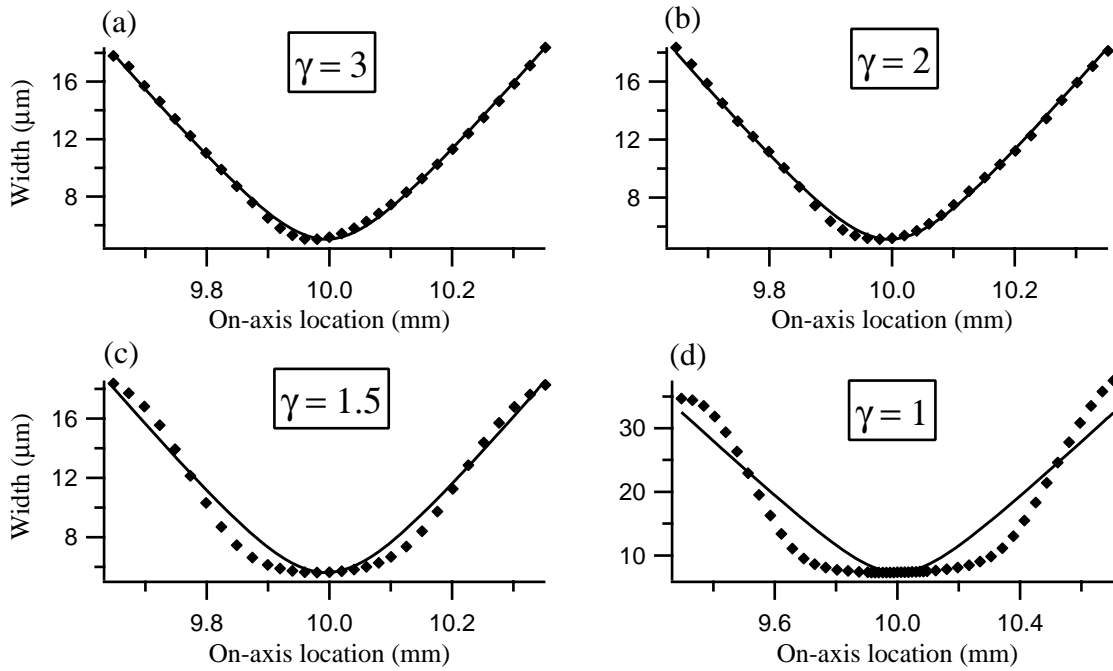 (a)
γ = 3
Width (μm)
16
12
8
9.8 10.0 10.2
On-axis location (mm)
(b)
γ = 2
16
12
8
9.8 10.0 10.2
On-axis location (mm)
(c)
γ = 1.5
Width (μm)
16
12
8
9.8 10.0 10.2
On-axis location (mm)
(d)
γ = 1
30
20
10
9.6 10.0 10.4
On-axis location (mm)